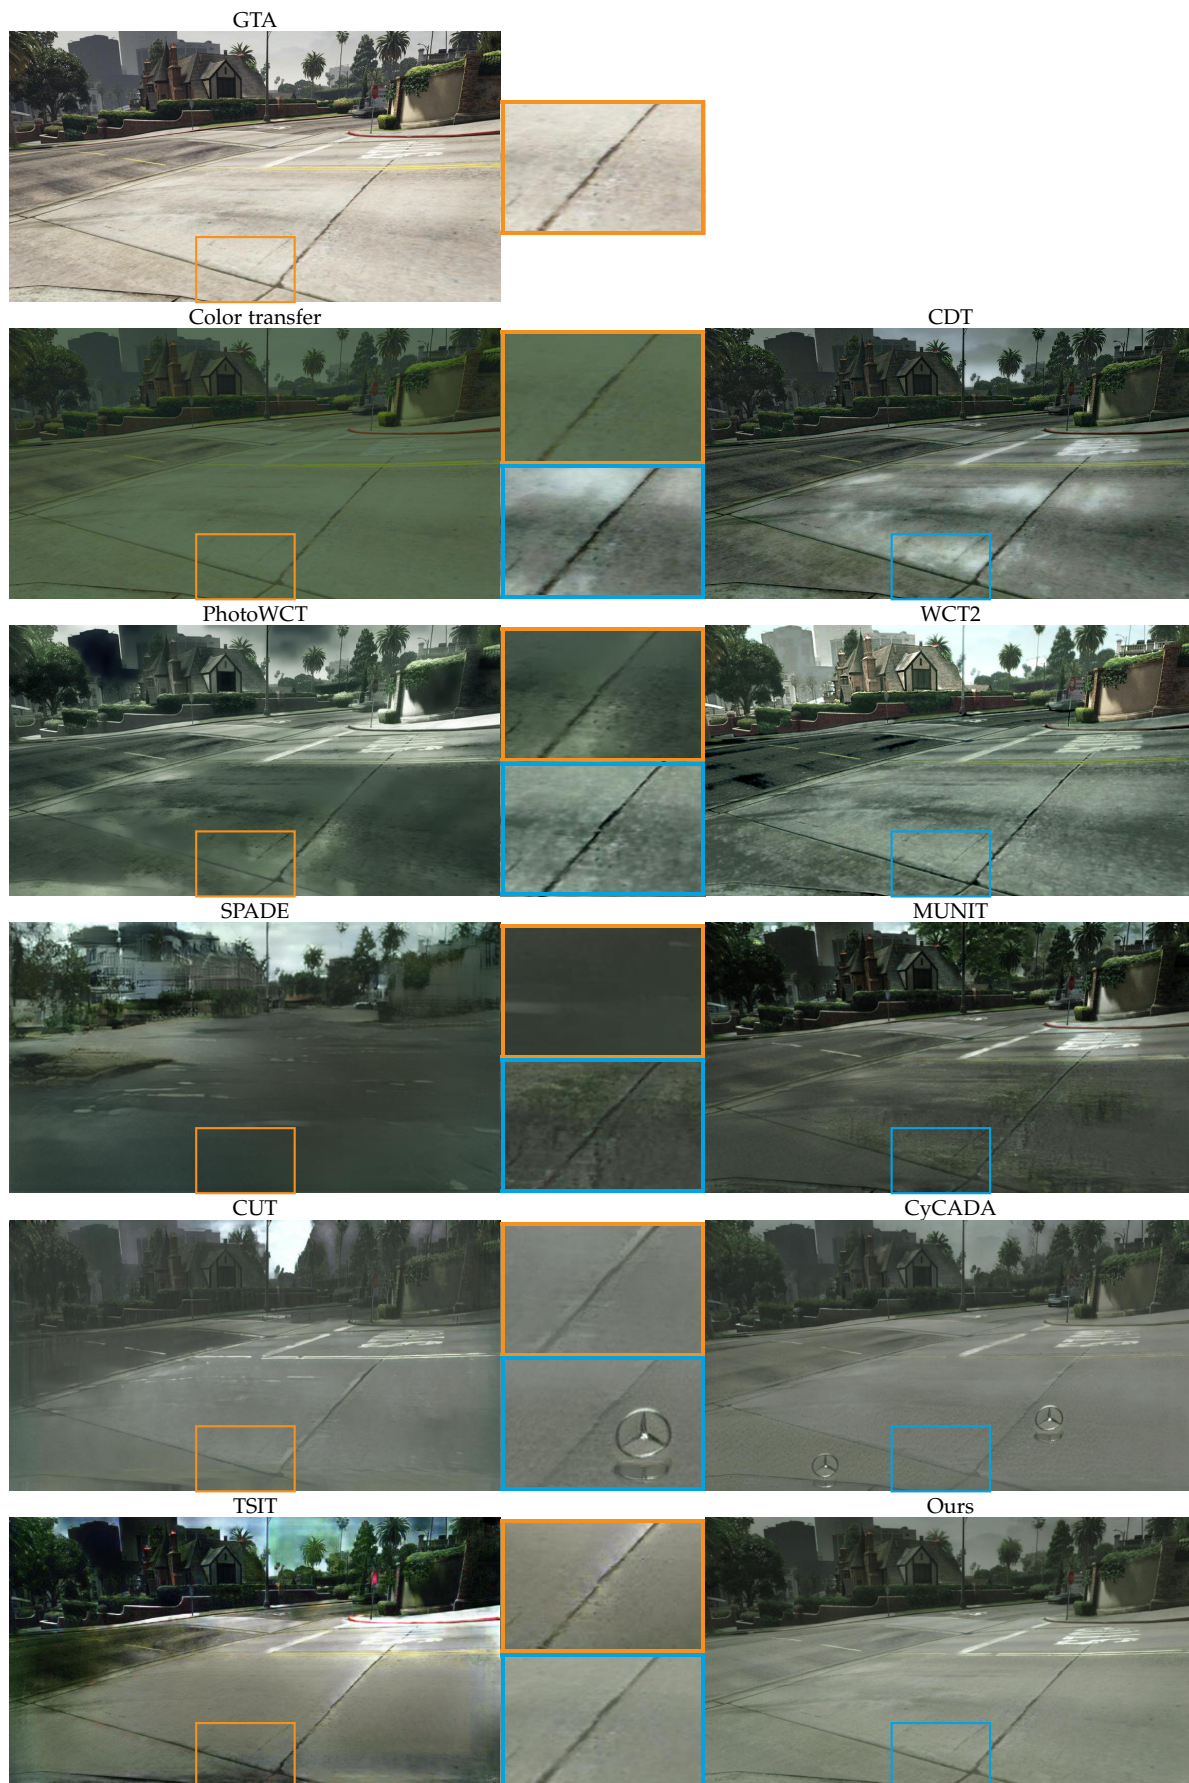 GTA
Color transfer
CDT
PhotoWCT
WCT2
SPADE
MUNIT
CUT
CyCADA
TSIT
Ours